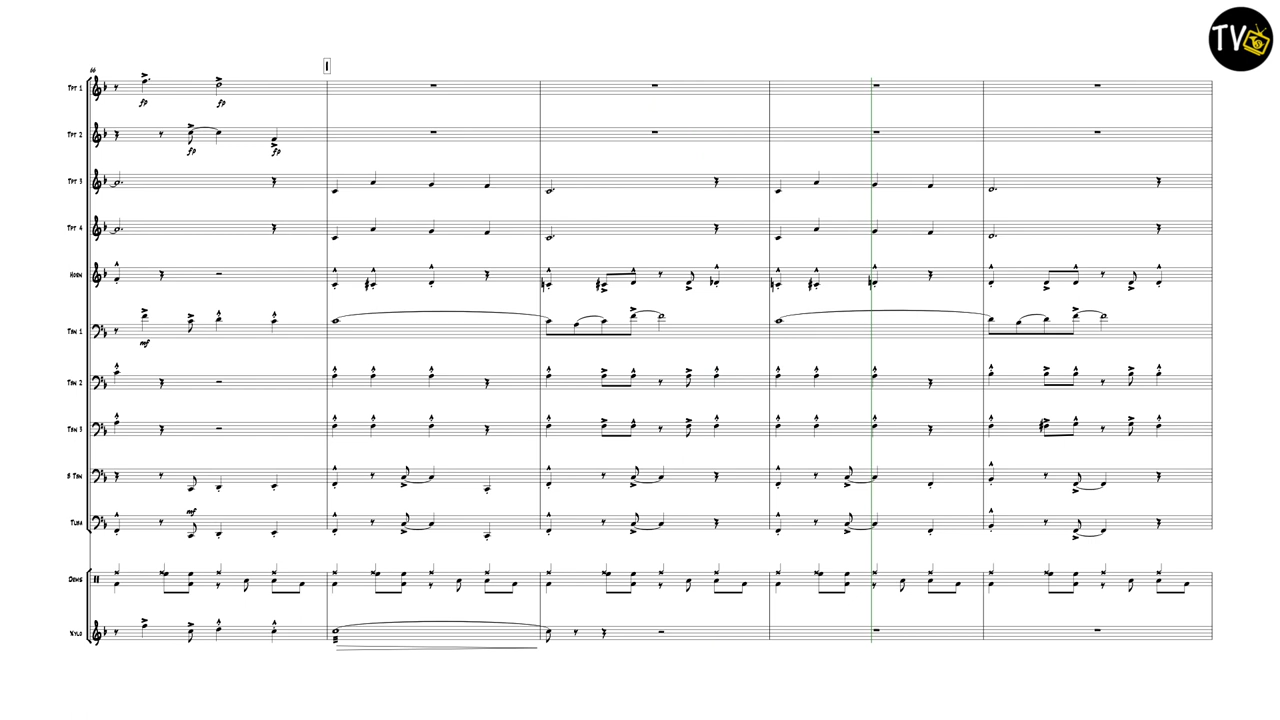 TV
66
I
TPT 1
fp fp
TPT 2
fp fp
TPT 3
TPT 4
HORN
TBN 1
mf
TBN 2
TBN 3
B TBN
mf
TUBA
DRMS
XYLO